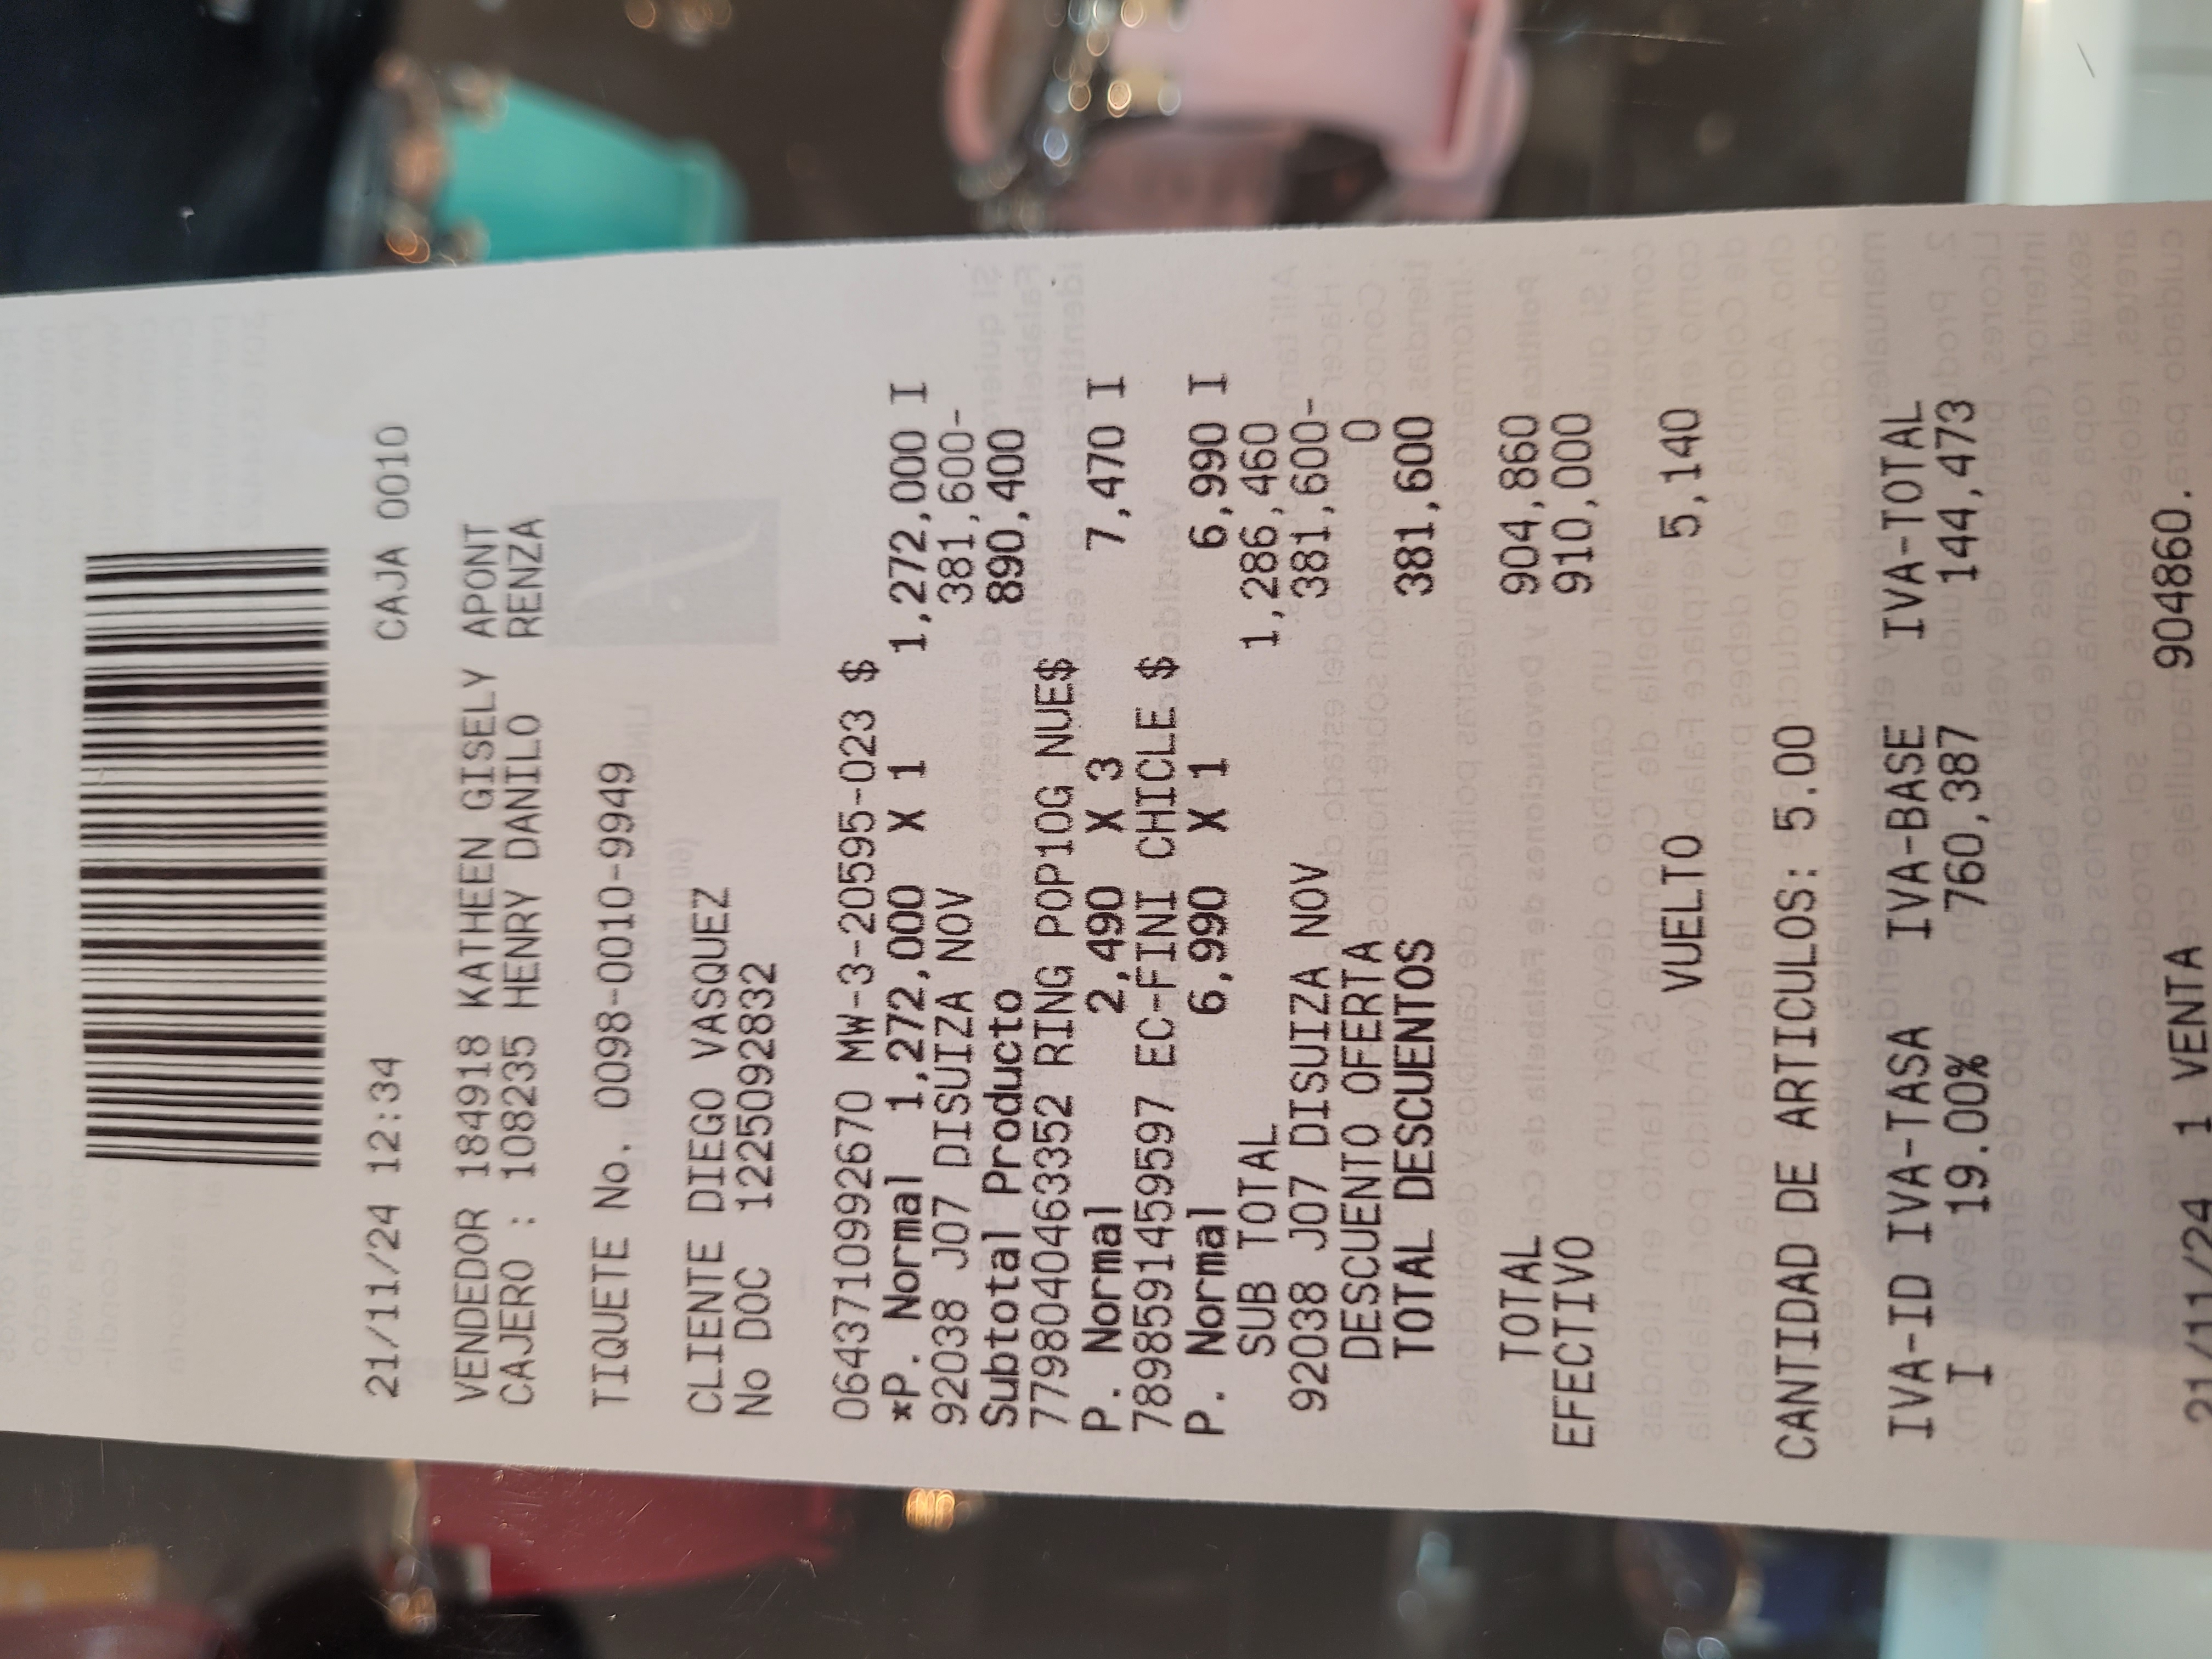 21/11/24 12:34 CAJA 0010
VENDEDOR 184918 KATHEEN GISELY APONT
CAJERO : 108235 HENRY DANILO RENZA
TIQUETE No. 0098-0010-9949
CLIENTE DIEGO VASQUEZ
No DOC 1225092832
0643710992670 MW-3-20595-023 $
*P. Normal 1,272,000 X 1 1,272,000 I
92038 J07 DISUIZA NOV 381,600-
Subtotal Producto 890,400
7798040463352 RING POP10G NUE$
P. Normal 2,490 X 3 7,470 I
7898591459597 EC-FINI CHICLE $
P. Normal 6,990 X 1 6,990 I
SUB TOTAL 1,286,460
92038 J07 DISUIZA NOV 381,600-
DESCUENTO OFERTA 0
TOTAL DESCUENTOS 381,600
TOTAL 904,860
EFECTIVO 910,000
VUELTO 5,140
CANTIDAD DE ARTICULOS: 5.00
IVA-ID IVA-TASA IVA-BASE IVA-TOTAL
I 19.00% 760,387 144,473
21/11/24 1 VENTA 904860.